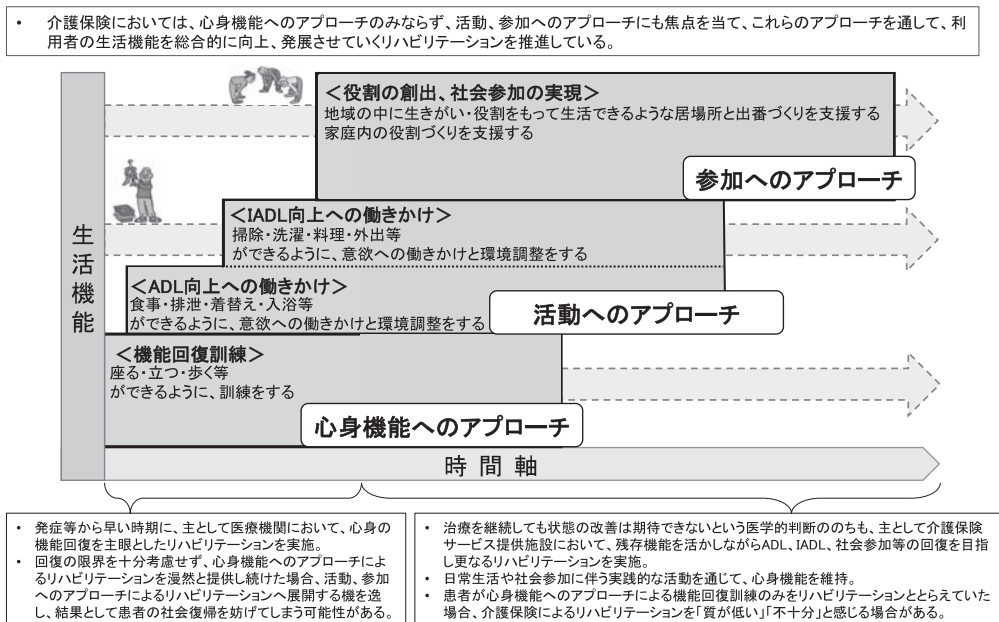 ・ 介護保険においては、心身機能へのアプローチのみならず、活動、参加へのアプローチにも焦点を当て、これらのアプローチを通して、利
用者の生活機能を総合的に向上、発展させていくリハビリテーションを推進している。
生活機能
＜役割の創出、社会参加の実現＞
地域の中に生きがい・役割をもって生活できるような居場所と出番づくりを支援する
家庭内の役割づくりを支援する
参加へのアプローチ
＜IADL向上への働きかけ＞
掃除・洗濯・料理・外出等
ができるように、意欲への働きかけと環境調整をする
＜ADL向上への働きかけ＞
食事・排泄・着替え・入浴等
ができるように、意欲への働きかけと環境調整をする
活動へのアプローチ
＜機能回復訓練＞
座る・立つ・歩く等
ができるように、訓練をする
心身機能へのアプローチ
時間軸
・ 発症等から早い時期に、主として医療機関において、心身の
機能回復を主眼としたリハビリテーションを実施。
・ 回復の限界を十分考慮せず、心身機能へのアプローチによ
るリハビリテーションを漫然と提供し続けた場合、活動、参加
へのアプローチによるリハビリテーションへ展開する機を逸
し、結果として患者の社会復帰を妨げてしまう可能性がある。
・ 治療を継続しても状態の改善は期待できないという医学的判断ののちも、主として介護保険
サービス提供施設において、残存機能を活かしながらADL、IADL、社会参加等の回復を目指
し更なるリハビリテーションを実施。
・ 日常生活や社会参加に伴う実践的な活動を通じて、心身機能を維持。
・ 患者が心身機能へのアプローチによる機能回復訓練のみをリハビリテーションととらえていた
場合、介護保険によるリハビリテーションを「質が低い」「不十分」と感じる場合がある。